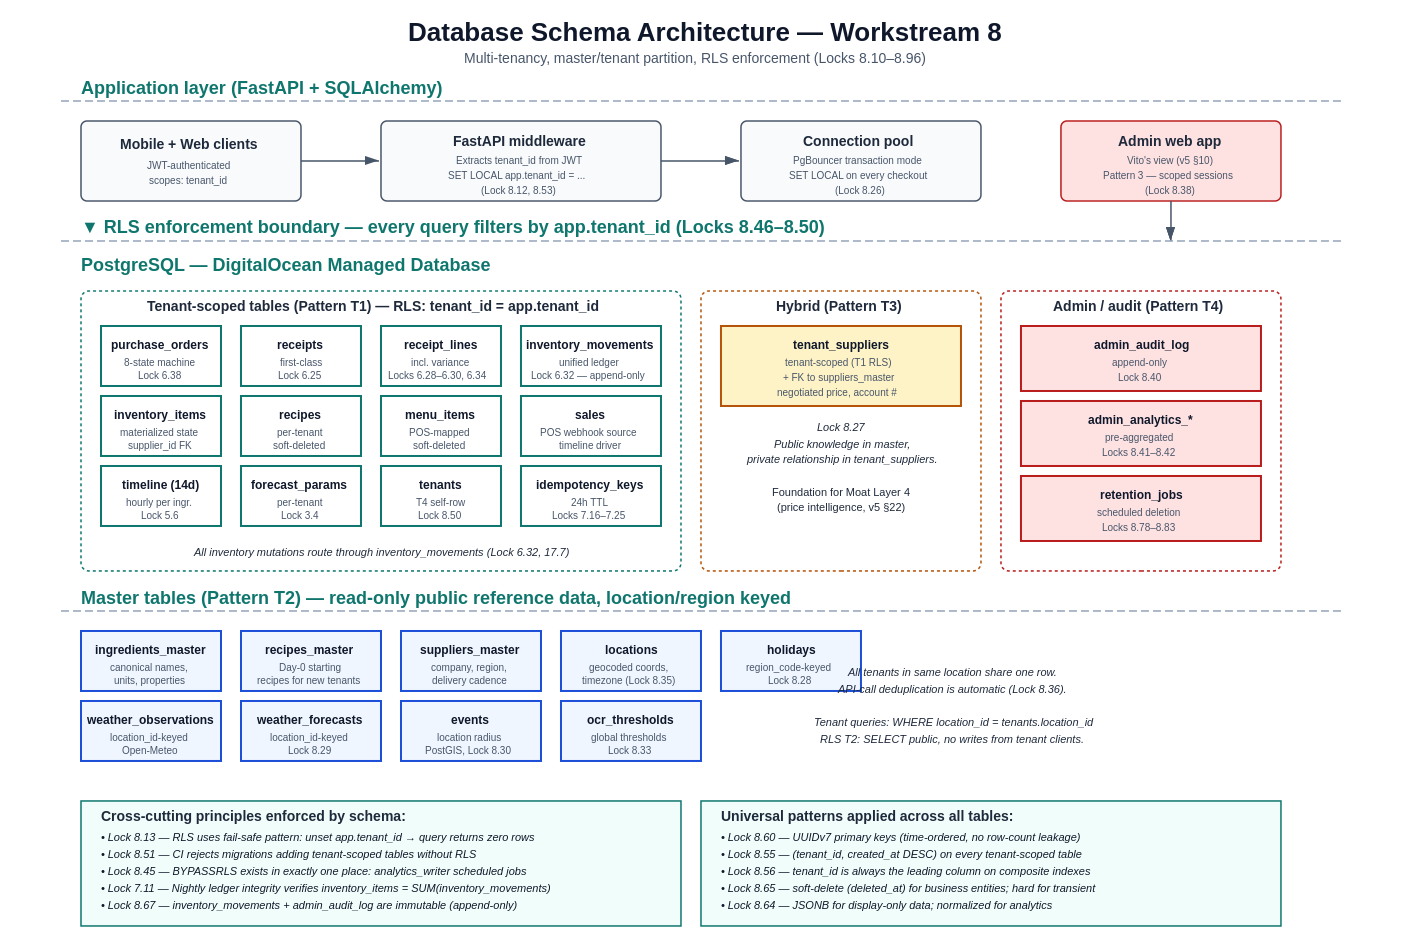 Database Schema Architecture — Workstream 8
Multi-tenancy, master/tenant partition, RLS enforcement (Locks 8.10–8.96)
Application layer (FastAPI + SQLAlchemy)
Mobile + Web clients
JWT-authenticated
scopes: tenant_id
FastAPI middleware
Extracts tenant_id from JWT
SET LOCAL app.tenant_id = ...
(Lock 8.12, 8.53)
Connection pool
PgBouncer transaction mode
SET LOCAL on every checkout
(Lock 8.26)
Admin web app
Vito's view (v5 §10)
Pattern 3 — scoped sessions
(Lock 8.38)
▼ RLS enforcement boundary — every query filters by app.tenant_id (Locks 8.46–8.50)
PostgreSQL — DigitalOcean Managed Database
Tenant-scoped tables (Pattern T1) — RLS: tenant_id = app.tenant_id
purchase_orders
8-state machine
Lock 6.38
receipts
first-class
Lock 6.25
receipt_lines
incl. variance
Locks 6.28–6.30, 6.34
inventory_movements
unified ledger
Lock 6.32 — append-only
inventory_items
materialized state
supplier_id FK
recipes
per-tenant
soft-deleted
menu_items
POS-mapped
soft-deleted
sales
POS webhook source
timeline driver
timeline (14d)
hourly per ingr.
Lock 5.6
forecast_params
per-tenant
Lock 3.4
tenants
T4 self-row
Lock 8.50
idempotency_keys
24h TTL
Locks 7.16–7.25
All inventory mutations route through inventory_movements (Lock 6.32, 17.7)
Hybrid (Pattern T3)
tenant_suppliers
tenant-scoped (T1 RLS)
+ FK to suppliers_master
negotiated price, account #
Lock 8.27
Public knowledge in master,
private relationship in tenant_suppliers.
Foundation for Moat Layer 4
(price intelligence, v5 §22)
Admin / audit (Pattern T4)
admin_audit_log
append-only
Lock 8.40
admin_analytics_*
pre-aggregated
Locks 8.41–8.42
retention_jobs
scheduled deletion
Locks 8.78–8.83
Master tables (Pattern T2) — read-only public reference data, location/region keyed
ingredients_master
canonical names,
units, properties
recipes_master
Day-0 starting
recipes for new tenants
suppliers_master
company, region,
delivery cadence
locations
geocoded coords,
timezone (Lock 8.35)
holidays
region_code-keyed
Lock 8.28
weather_observations
location_id-keyed
Open-Meteo
weather_forecasts
location_id-keyed
Lock 8.29
events
location radius
PostGIS, Lock 8.30
ocr_thresholds
global thresholds
Lock 8.33
All tenants in same location share one row.
API call deduplication is automatic (Lock 8.36).
Tenant queries: WHERE location_id = tenants.location_id
RLS T2: SELECT public, no writes from tenant clients.
Cross-cutting principles enforced by schema:
• Lock 8.13 — RLS uses fail-safe pattern: unset app.tenant_id → query returns zero rows
• Lock 8.51 — CI rejects migrations adding tenant-scoped tables without RLS
• Lock 8.45 — BYPASSRLS exists in exactly one place: analytics_writer scheduled jobs
• Lock 7.11 — Nightly ledger integrity verifies inventory_items = SUM(inventory_movements)
• Lock 8.67 — inventory_movements + admin_audit_log are immutable (append-only)
Universal patterns applied across all tables:
• Lock 8.60 — UUIDv7 primary keys (time-ordered, no row-count leakage)
• Lock 8.55 — (tenant_id, created_at DESC) on every tenant-scoped table
• Lock 8.56 — tenant_id is always the leading column on composite indexes
• Lock 8.65 — soft-delete (deleted_at) for business entities; hard for transient
• Lock 8.64 — JSONB for display-only data; normalized for analytics